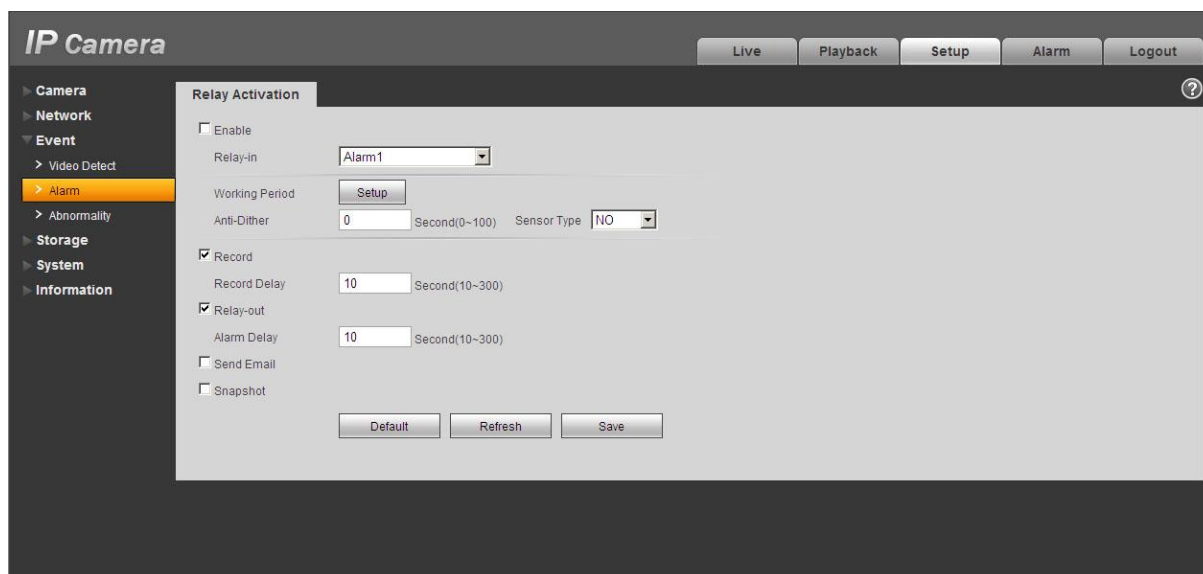 IP Camera
Live
Playback
Setup
Alarm
Logout
Camera
Network
Event
> Video Detect
> Alarm
> Abnormality
Storage
System
Information
Relay Activation
?
Enable
Relay-in Alarm1
Working Period Setup
Anti-Dither 0 Second(0~100) Sensor Type NO
Record
Record Delay 10 Second(10~300)
Relay-out
Alarm Delay 10 Second(10~300)
Send Email
Snapshot
Default Refresh Save